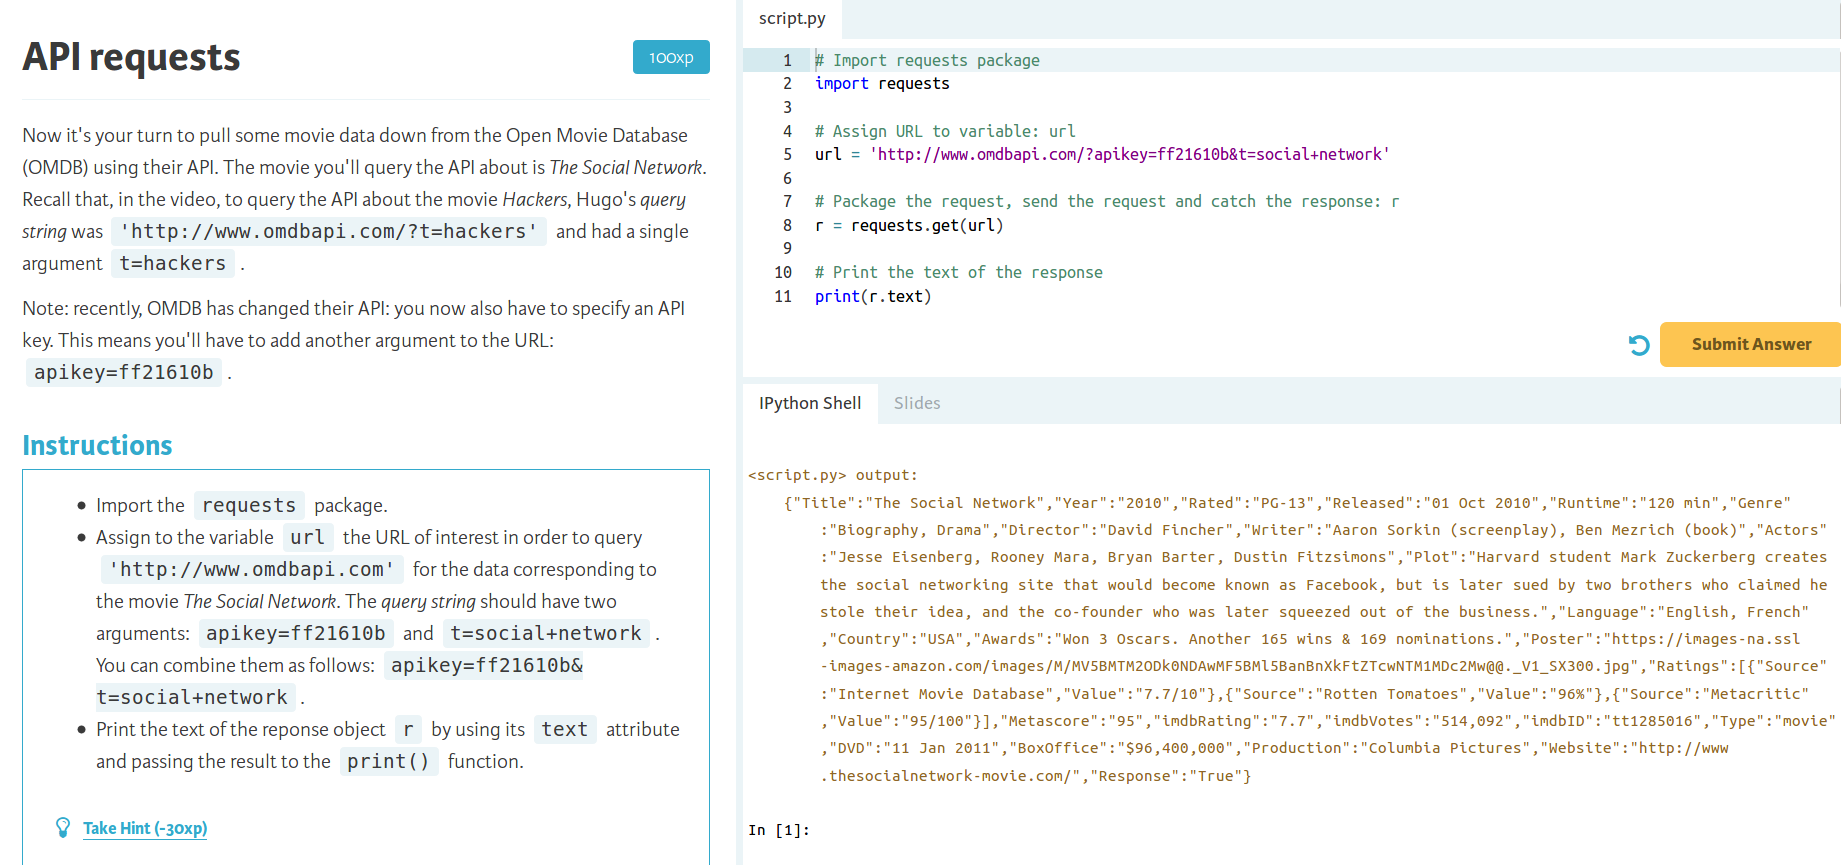 API requests
100xp
Now it's your turn to pull some movie data down from the Open Movie Database
(OMDB) using their API. The movie you'll query the API about is The Social Network.
Recall that, in the video, to query the API about the movie Hackers, Hugo's query
string was 'http://www.omdbapi.com/?t=hackers' and had a single
argument t=hackers .
Note: recently, OMDB has changed their API: you now also have to specify an API
key. This means you'll have to add another argument to the URL:
apikey=ff21610b .
Instructions
• Import the requests package.
• Assign to the variable url the URL of interest in order to query
'http://www.omdbapi.com' for the data corresponding to
the movie The Social Network. The query string should have two
arguments: apikey=ff21610b and t=social+network .
You can combine them as follows: apikey=ff21610b&
t=social+network .
• Print the text of the reponse object r by using its text attribute
and passing the result to the print() function.
Take Hint (-30xp)
script.py
1 # Import requests package
2 import requests
3
4 # Assign URL to variable: url
5 url = 'http://www.omdbapi.com/?apikey=ff21610b&t=social+network'
6
7 # Package the request, send the request and catch the response: r
8 r = requests.get(url)
9
10 # Print the text of the response
11 print(r.text)
Submit Answer
IPython Shell Slides
<script.py> output:
{"Title":"The Social Network","Year":"2010","Rated":"PG-13","Released":"01 Oct 2010","Runtime":"120 min","Genre"
:"Biography, Drama","Director":"David Fincher","Writer":"Aaron Sorkin (screenplay), Ben Mezrich (book)","Actors"
:"Jesse Eisenberg, Rooney Mara, Bryan Barter, Dustin Fitzsimons","Plot":"Harvard student Mark Zuckerberg creates
the social networking site that would become known as Facebook, but is later sued by two brothers who claimed he
stole their idea, and the co-founder who was later squeezed out of the business.","Language":"English, French"
,"Country":"USA","Awards":"Won 3 Oscars. Another 165 wins & 169 nominations.","Poster":"https://images-na.ssl
-images-amazon.com/images/M/MV5BMTM2ODk0NDAwMF5BMl5BanBnXkFtZTcwNTM1MDc2Mw@@._V1_SX300.jpg","Ratings":[{"Source"
:"Internet Movie Database","Value":"7.7/10"},{"Source":"Rotten Tomatoes","Value":"96%"},{"Source":"Metacritic"
,"Value":"95/100"}],"Metascore":"95","imdbRating":"7.7","imdbVotes":"514,092","imdbID":"tt1285016","Type":"movie"
,"DVD":"11 Jan 2011","BoxOffice":"$96,400,000","Production":"Columbia Pictures","Website":"http://www
.thesocialnetwork-movie.com/","Response":"True"}
In [1]: